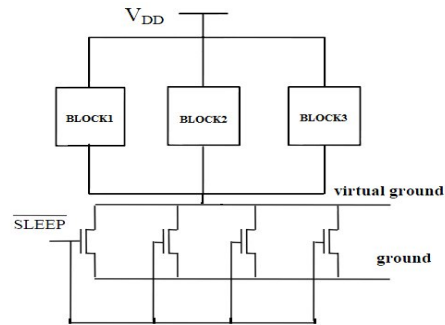 V_DD
BLOCK1 BLOCK2 BLOCK3
virtual ground
SLEEP
ground